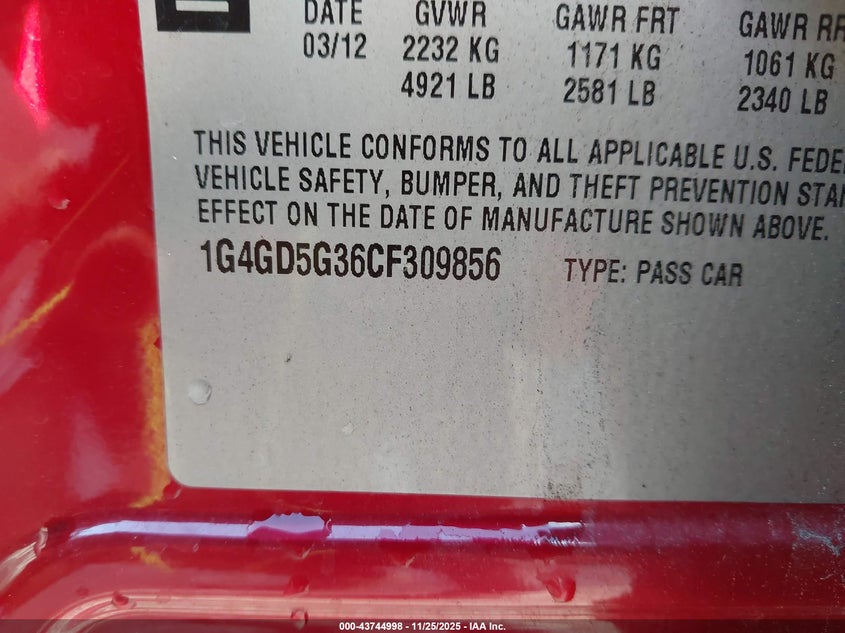 DATE GVWR GAWR FRT GAWR RR
03/12 2232 KG 1171 KG 1061 KG
4921 LB 2581 LB 2340 LB
THIS VEHICLE CONFORMS TO ALL APPLICABLE U.S. FEDE
VEHICLE SAFETY, BUMPER, AND THEFT PREVENTION STAN
EFFECT ON THE DATE OF MANUFACTURE SHOWN ABOVE.
1G4GD5G36CF309856 TYPE: PASS CAR
000-43744998 | 11/25/2025 - IAA Inc.